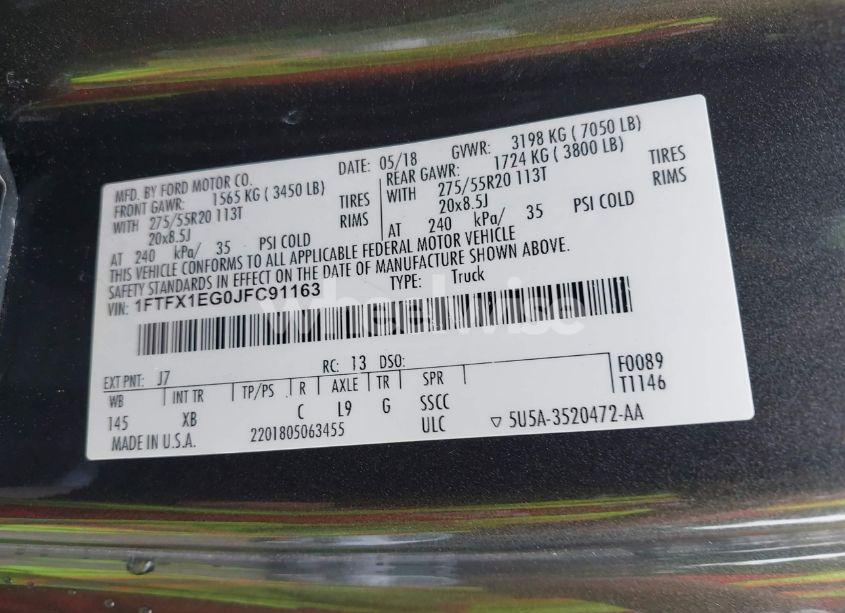 MFD. BY FORD MOTOR CO. DATE: 05/18 GVWR: 3198 KG ( 7050 LB)
FRONT GAWR: 1565 KG ( 3450 LB) REAR GAWR: 1724 KG ( 3800 LB)
WITH 275/55R20 113T TIRES WITH 275/55R20 113T TIRES
20x8.5J RIMS 20x8.5J RIMS
AT 240 kPa/ 35 PSI COLD AT 240 kPa/ 35 PSI COLD
THIS VEHICLE CONFORMS TO ALL APPLICABLE FEDERAL MOTOR VEHICLE
SAFETY STANDARDS IN EFFECT ON THE DATE OF MANUFACTURE SHOWN ABOVE.
VIN: 1FTFX1EG0JFC91163 TYPE: Truck
wheelwise
EXT PNT: J7 RC: 13 DSO: F0089
WB INT TR TP/PS R AXLE TR SPR T1146
145 XB C L9 G SSCC
ULC ▽ 5U5A-3520472-AA
MADE IN U.S.A. 2201805063455